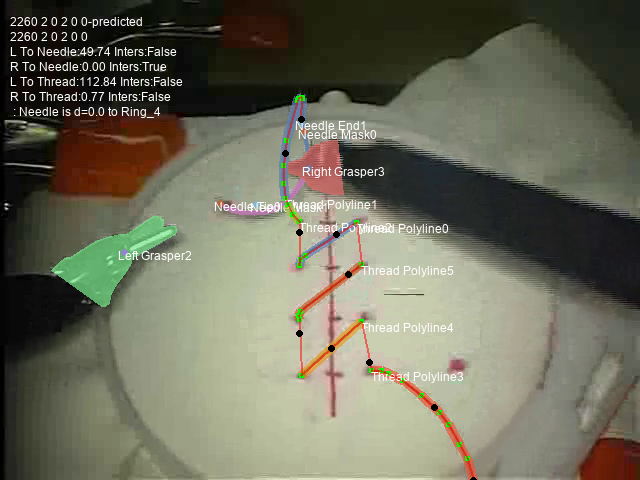 2260 2 0 2 0 0-predicted
2260 2 0 2 0 0
L To Needle:49.74 Inters:False
R To Needle:0.00 Inters:True
L To Thread:112.84 Inters:False
R To Thread:0.77 Inters:False
: Needle is d=0.0 to Ring_4
Needle End1
Needle Mask0
Right Grasper3
Thread Polyline1
Thread Polyline0
Left Grasper2
Thread Polyline5
Thread Polyline4
Thread Polyline3